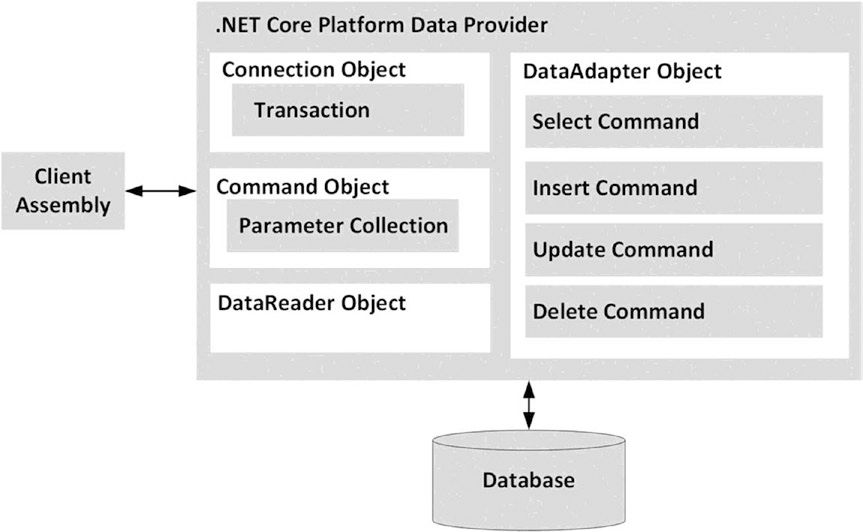 .NET Core Platform Data Provider
Connection Object
Transaction
Command Object
Parameter Collection
DataReader Object
DataAdapter Object
Select Command
Insert Command
Update Command
Delete Command
Client
Assembly
Database